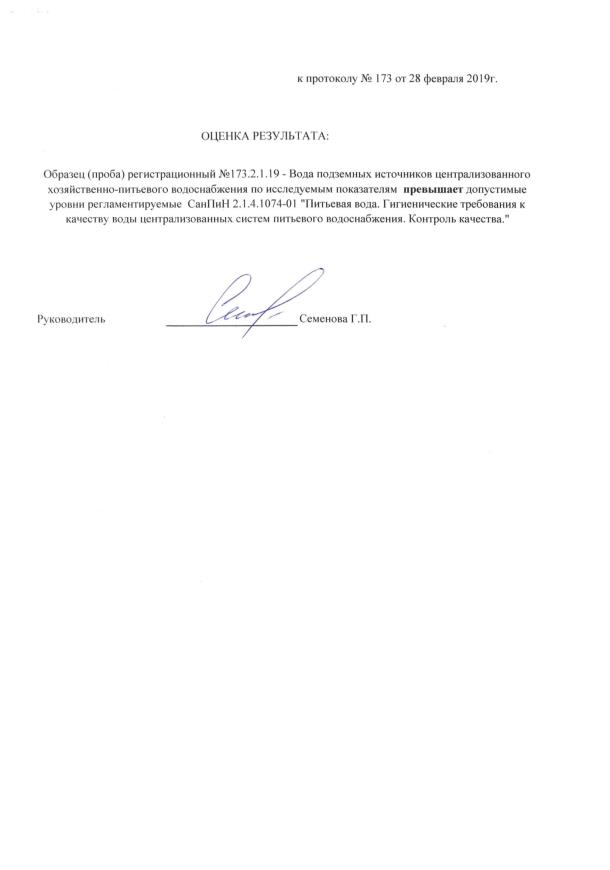 к протоколу № 173 от 28 февраля 2019г.
ОЦЕНКА РЕЗУЛЬТАТА:
Образец (проба) регистрационный №173.2.1.19 - Вода подземных источников централизованного
хозяйственно-питьевого водоснабжения по исследуемым показателям превышает допустимые
уровни регламентируемые СанПиН 2.1.4.1074-01 "Питьевая вода. Гигиенические требования к
качеству воды централизованных систем питьевого водоснабжения. Контроль качества."
Руководитель Семенова Г.П.